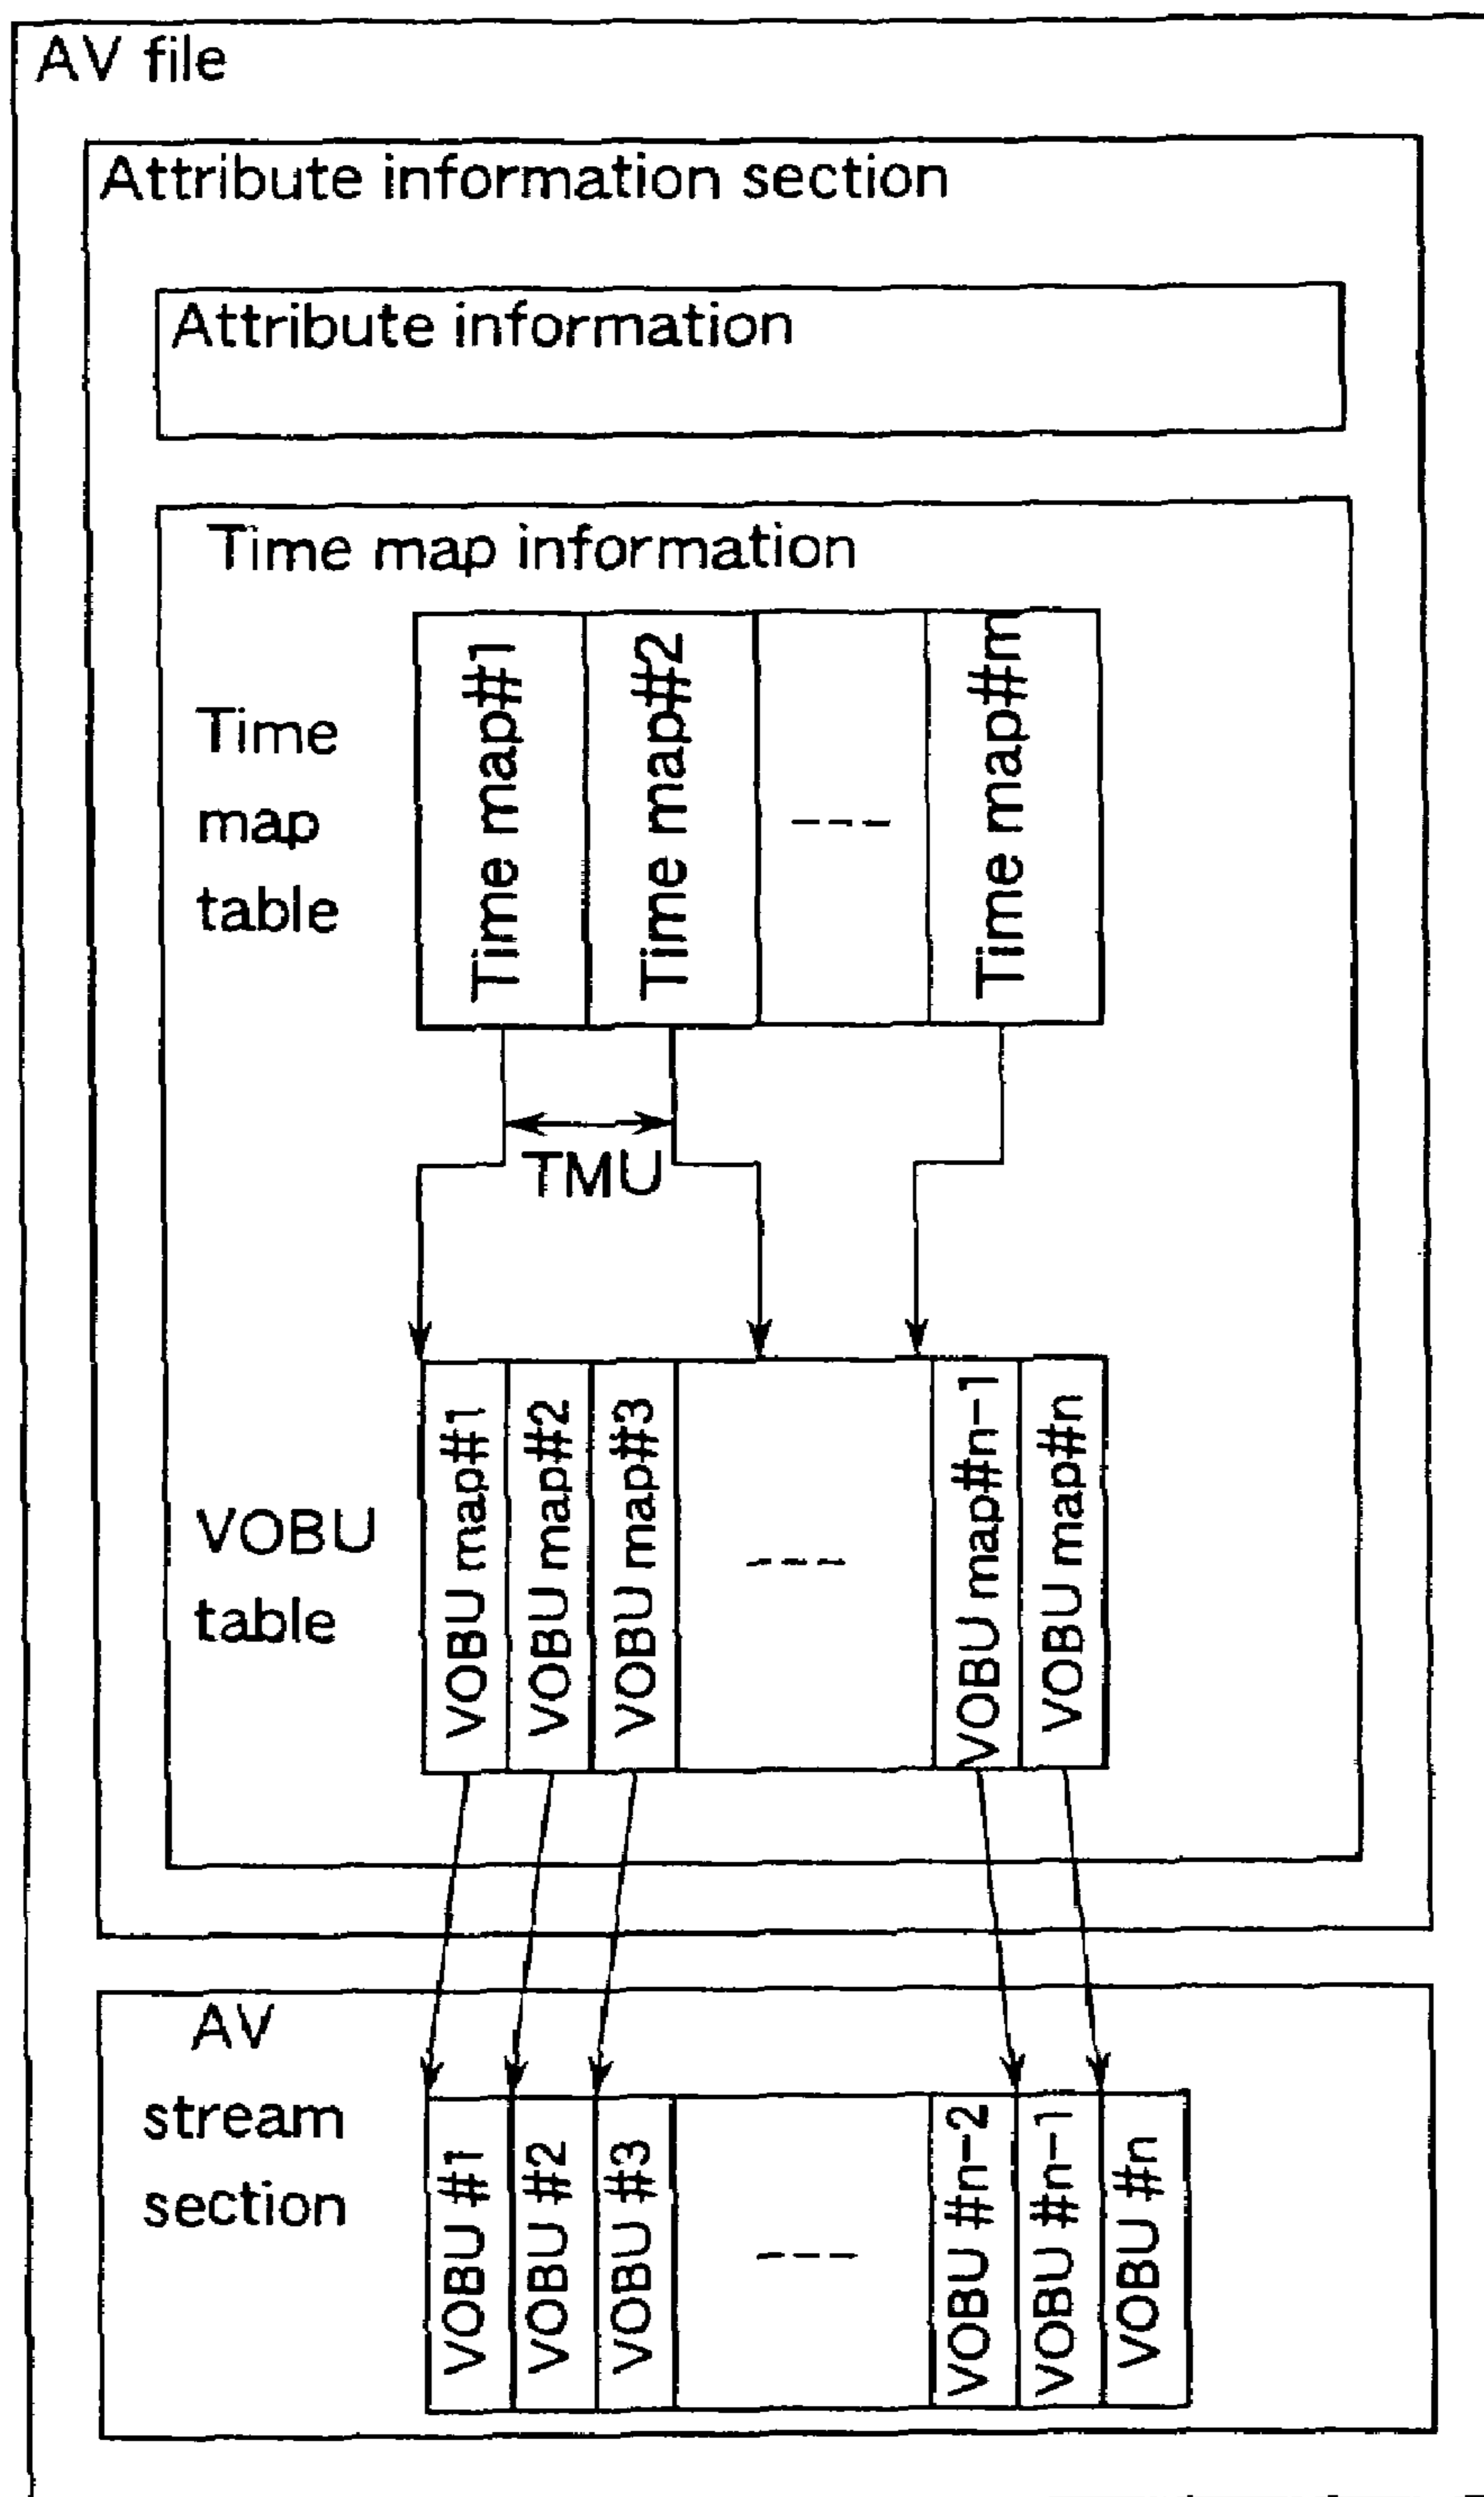 AV file
Attribute information section
Attribute information
Time map information
Time
map
table
Time map#1
Time map#2
---
Time map#m
TMU
VOBU
table
VOBU map#1
VOBU map#2
VOBU map#3
---
VOBU map#n-1
VOBU map#n
AV
stream
section
VOBU #1
VOBU #2
VOBU #3
---
VOBU #n-2
VOBU #n-1
VOBU #n